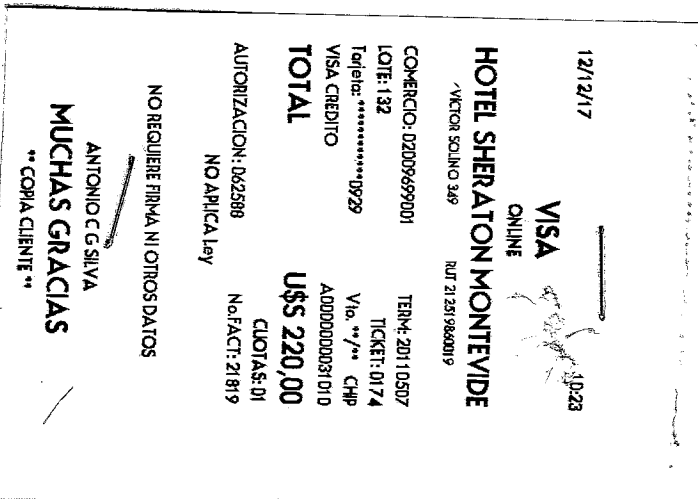 12/12/17 10:23
VISA
ONLINE
HOTEL SHERATON MONTEVIDE
VICTOR SOLINO 349 RUT 212519860019
COMERCIO: 02009699001 TERM: 20110507
LOTE: 132 TICKET: 0174
Tarjeta: ************0929 Vto. **/** CHIP
VISA CREDITO A0000000031010
TOTAL U$S 220,00
CUOTAS: 01
AUTORIZACION: 062588 No.FACT: 21819
NO APLICA Ley
NO REQUIERE FIRMA NI OTROS DATOS
ANTONIO C G SILVA
MUCHAS GRACIAS
** COPIA CLIENTE **